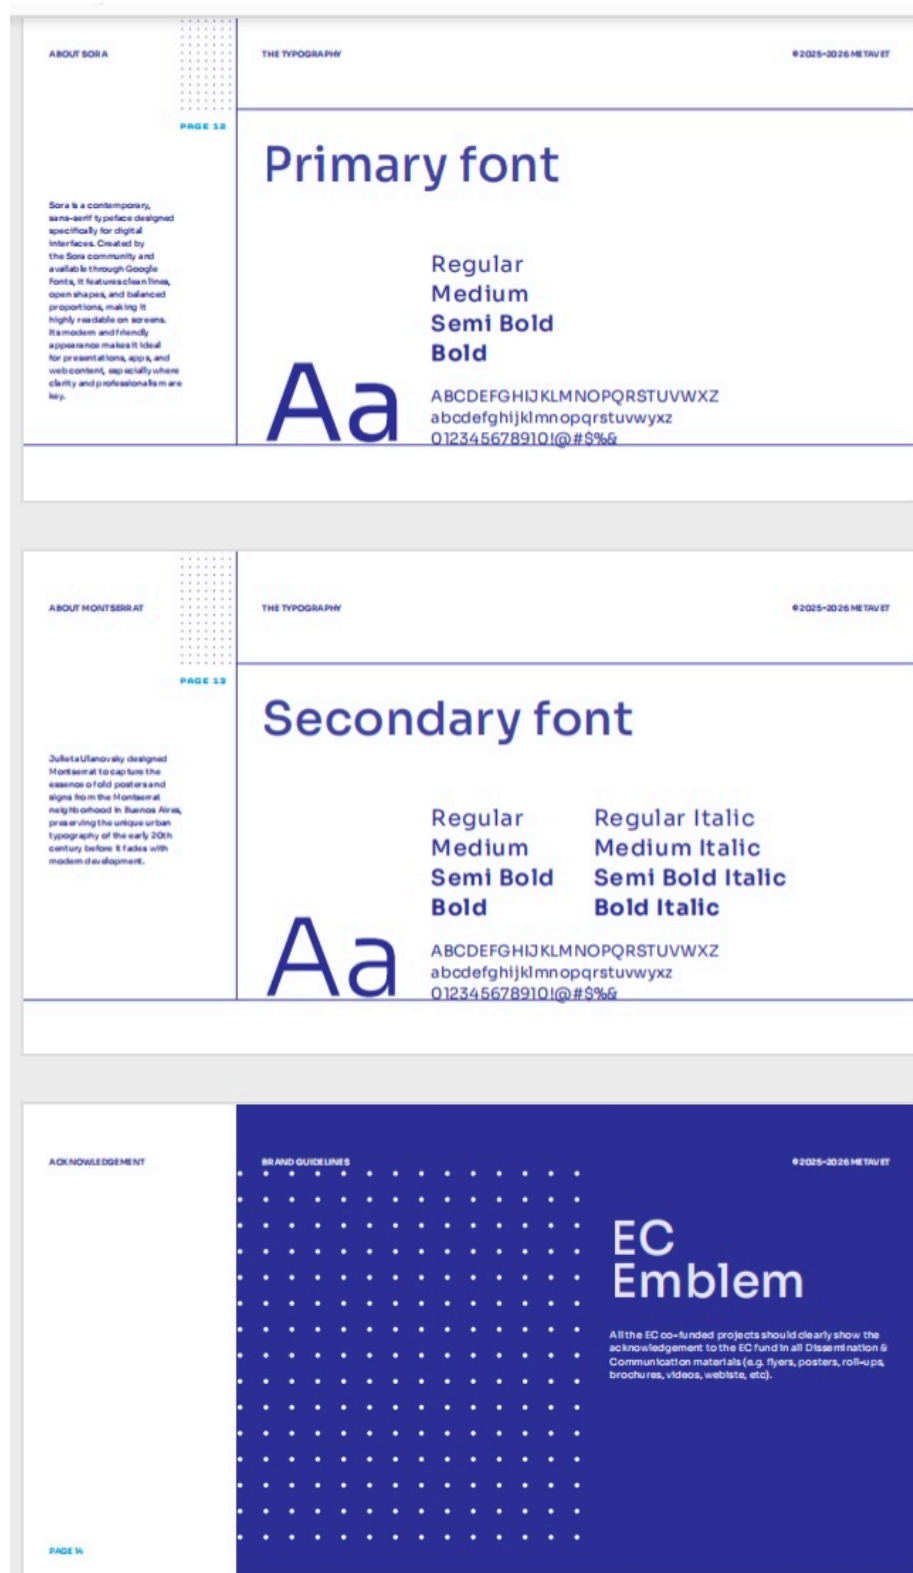 ABOUT SORA
THE TYPOGRAPHY
©2025-2026 METAVET
PAGE 12
Primary font
Sora is a contemporary,
sans-serif typeface designed
specifically for digital
interfaces. Created by
the Sora community and
available through Google
Fonts, it features clean lines,
open shapes, and balanced
proportions, making it
highly readable on screens.
Its modern and friendly
appearance makes it ideal
for presentations, apps, and
web content, especially where
clarity and professionalism are
key.
Regular
Medium
Semi Bold
Bold
Aa
ABCDEFGHIJKLMNOPQRSTUVWXZ
abcdefghijklmnopqrstuvwyxz
012345678910!@#$%&
ABOUT MONTSERRAT
THE TYPOGRAPHY
©2025-2026 METAVET
PAGE 13
Secondary font
Julieta Ulanovsky designed
Montserrat to capture the
essence of old posters and
signs from the Montserrat
neighborhood in Buenos Aires,
preserving the unique urban
typography of the early 20th
century before it fades with
modern development.
Regular
Medium
Semi Bold
Bold
Regular Italic
Medium Italic
Semi Bold Italic
Bold Italic
Aa
ABCDEFGHIJKLMNOPQRSTUVWXZ
abcdefghijklmnopqrstuvwyxz
012345678910!@#$%&
ACKNOWLEDGEMENT
BRAND GUIDELINES
©2025-2026 METAVET
EC
Emblem
All the EC co-funded projects should clearly show the
acknowledgement to the EC fund in all Dissemination &
Communication materials (e.g. flyers, posters, roll-ups,
brochures, videos, webiste, etc).
PAGE 14